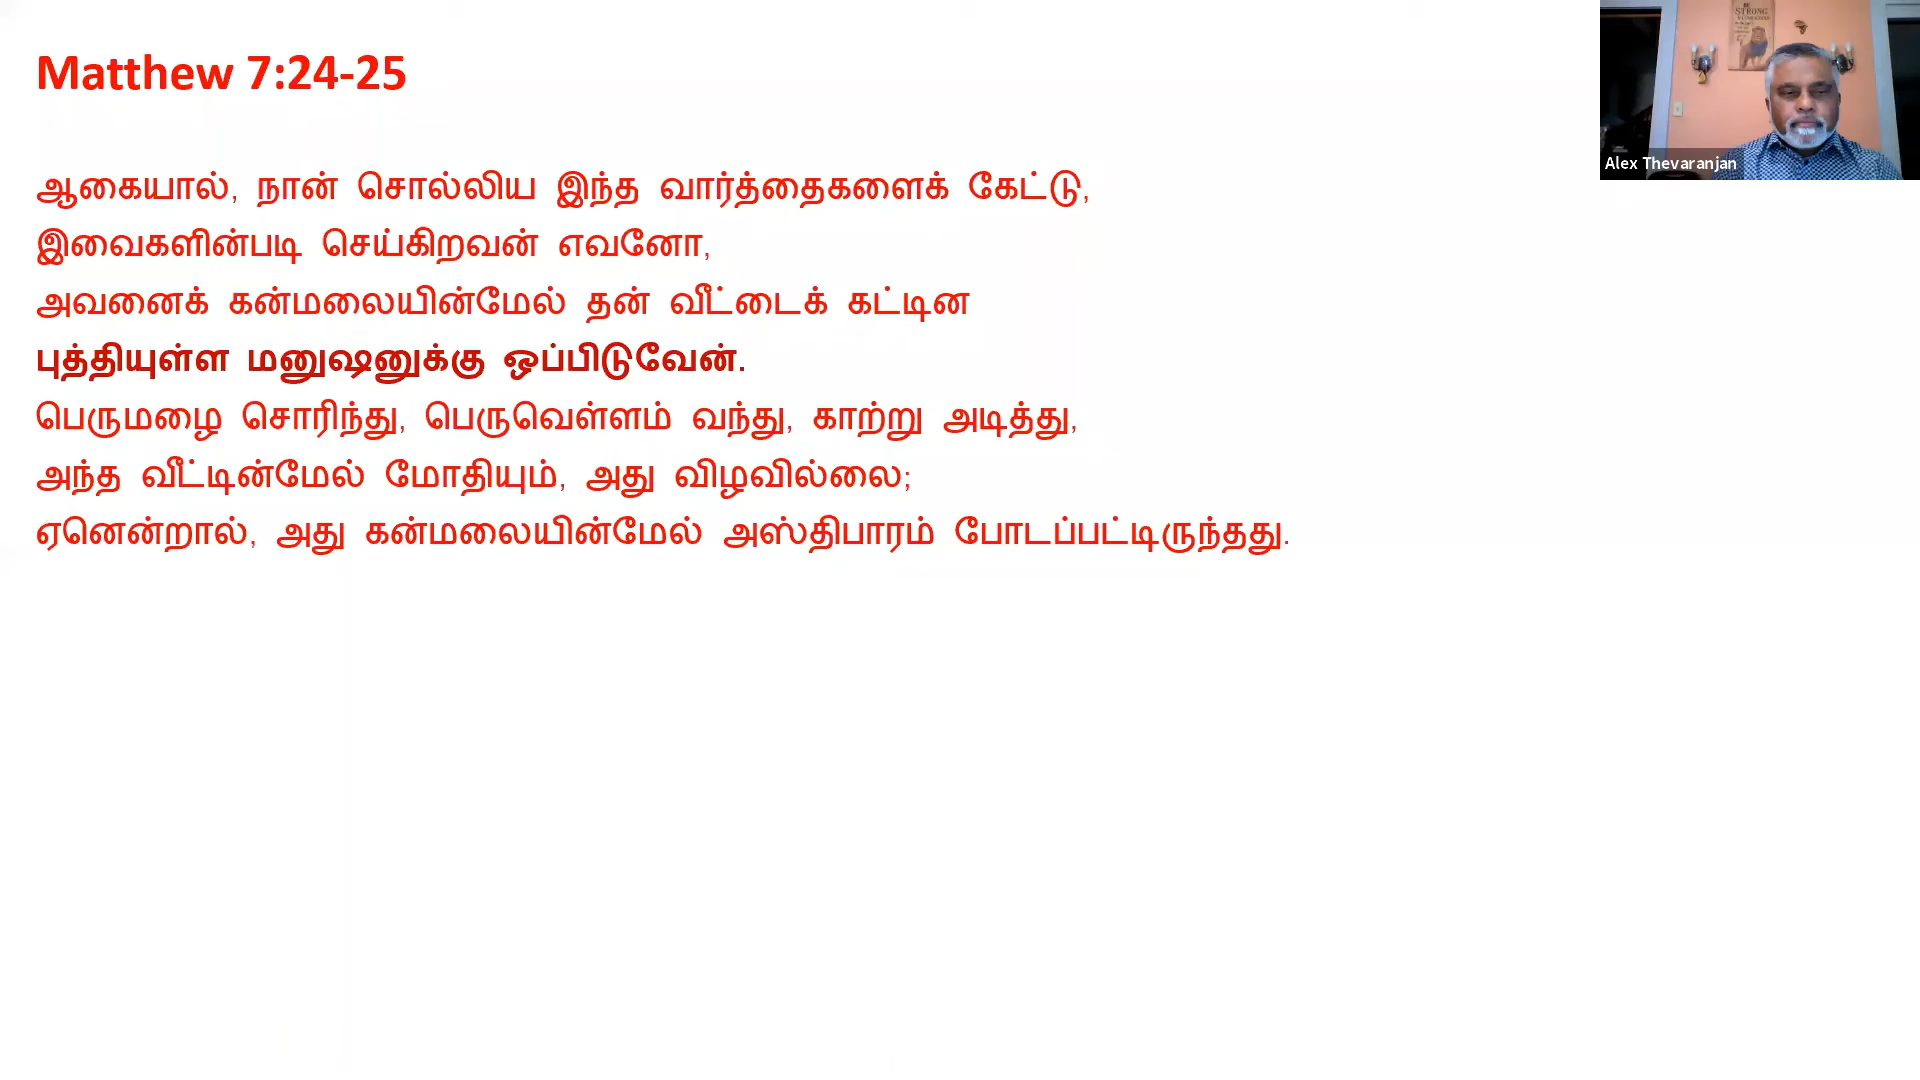 Matthew 7:24-25
ஆகையால், நான் சொல்லிய இந்த வார்த்தைகளைக் கேட்டு,
இவைகளின்படி செய்கிறவன் எவனோ,
அவனைக் கன்மலையின்மேல் தன் வீட்டைக் கட்டின
புத்தியுள்ள மனுஷனுக்கு ஒப்பிடுவேன்.
பெருமழை சொரிந்து, பெருவெள்ளம் வந்து, காற்று அடித்து,
அந்த வீட்டின்மேல் மோதியும், அது விழவில்லை;
ஏனென்றால், அது கன்மலையின்மேல் அஸ்திபாரம் போடப்பட்டிருந்தது.
STRONG
Alex Thevaranjan